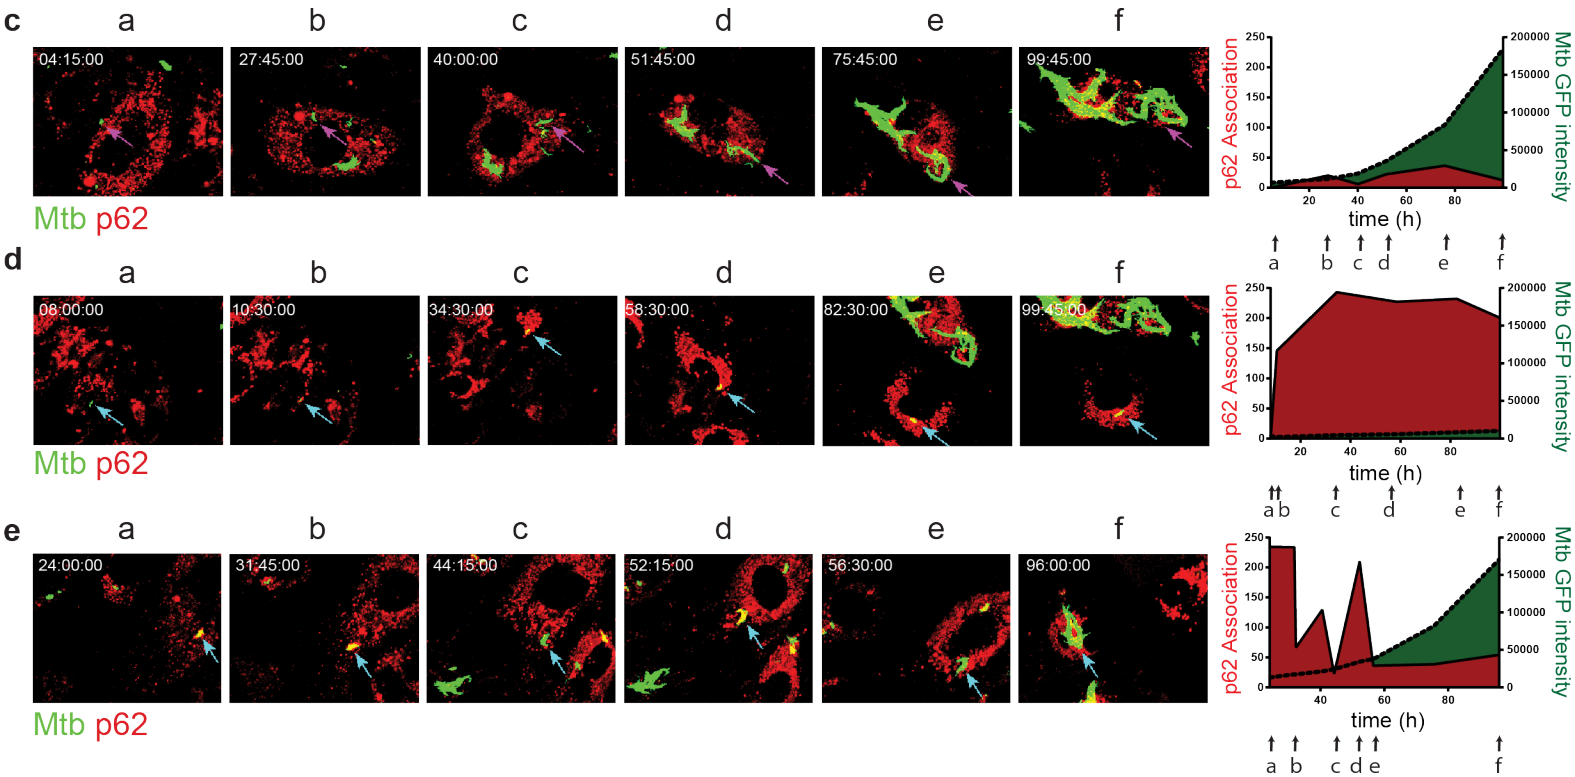 c a b c d e f
04:15:00 27:45:00 40:00:00 51:45:00 75:45:00 99:45:00
Mtb p62
p62 Association
250
200
150
100
50
0
Mtb GFP intensity
200000
150000
100000
50000
0
20 40 60 80
time (h)
a b c d e f
d a b c d e f
08:00:00 10:30:00 34:30:00 58:30:00 82:30:00 99:45:00
Mtb p62
p62 Association
250
200
150
100
50
0
Mtb GFP intensity
200000
150000
100000
50000
0
20 40 60 80
time (h)
a b c d e f
e a b c d e f
24:00:00 31:45:00 44:15:00 52:15:00 56:30:00 96:00:00
Mtb p62
p62 Association
250
200
150
100
50
0
Mtb GFP intensity
200000
150000
100000
50000
0
40 60 80
time (h)
a b c d e f